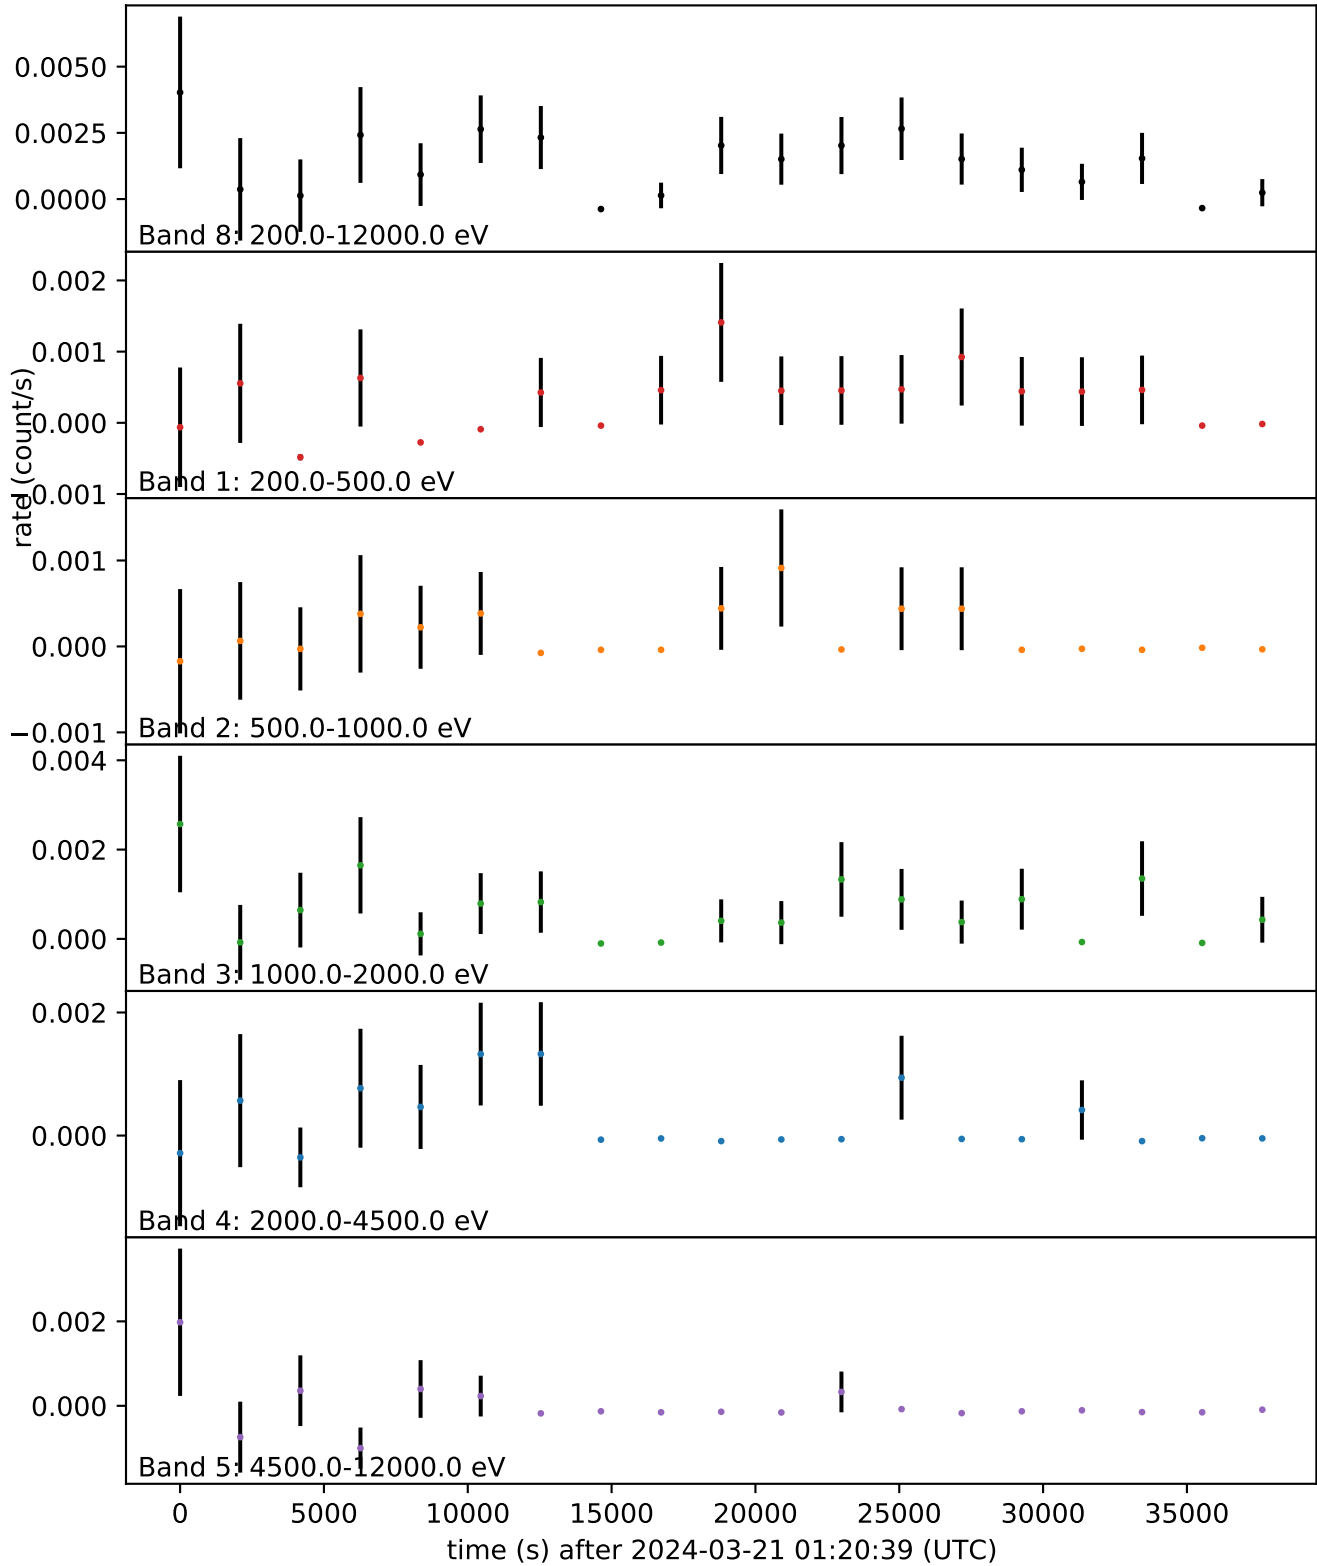 0.0050
0.0025
0.0000
Band 8: 200.0-12000.0 eV
0.002
0.001
0.000
0.001
rate (count/s)
Band 1: 200.0-500.0 eV
0.001
0.000
−0.001
Band 2: 500.0-1000.0 eV
0.004
0.002
0.000
Band 3: 1000.0-2000.0 eV
0.002
0.000
Band 4: 2000.0-4500.0 eV
0.002
0.000
Band 5: 4500.0-12000.0 eV
0 5000 10000 15000 20000 25000 30000 35000
time (s) after 2024-03-21 01:20:39 (UTC)